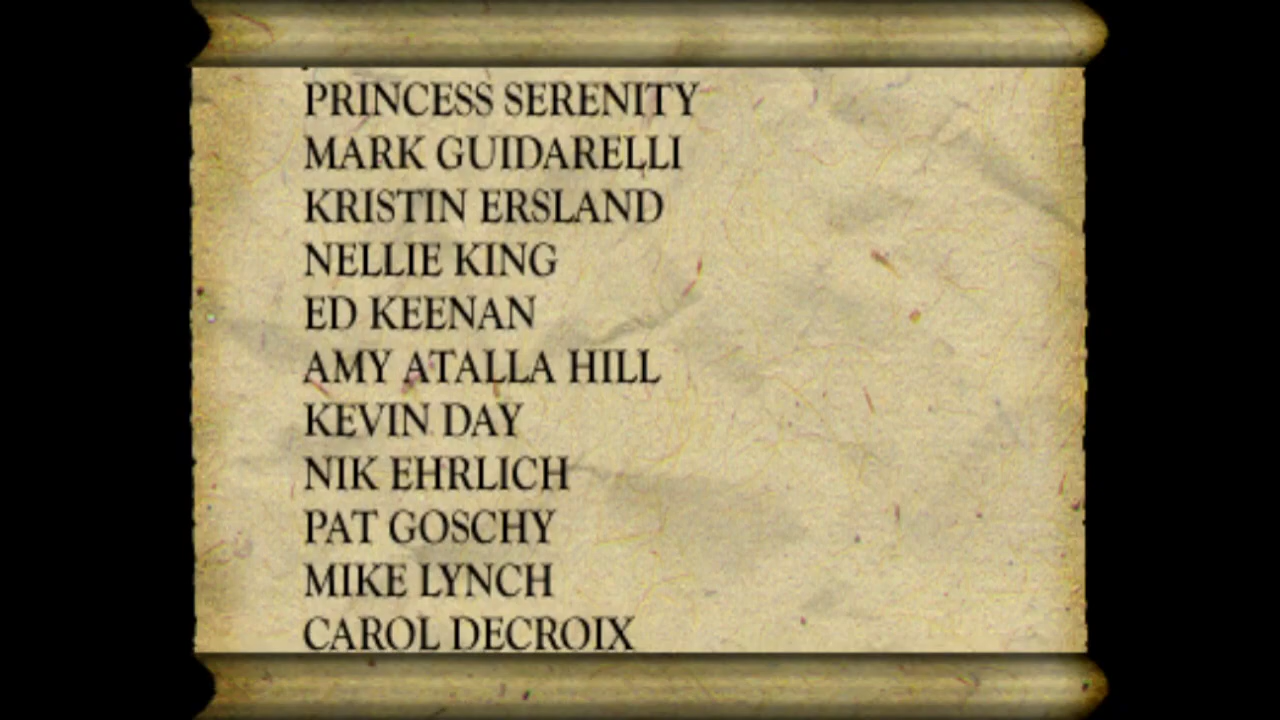 PRINCESS SERENITY
MARK GUIDARELLI
KRISTIN ERSLAND
NELLIE KING
ED KEENAN
AMY ATALLA HILL
KEVIN DAY
NIK EHRLICH
PAT GOSCHY
MIKE LYNCH
CAROL DECROIX